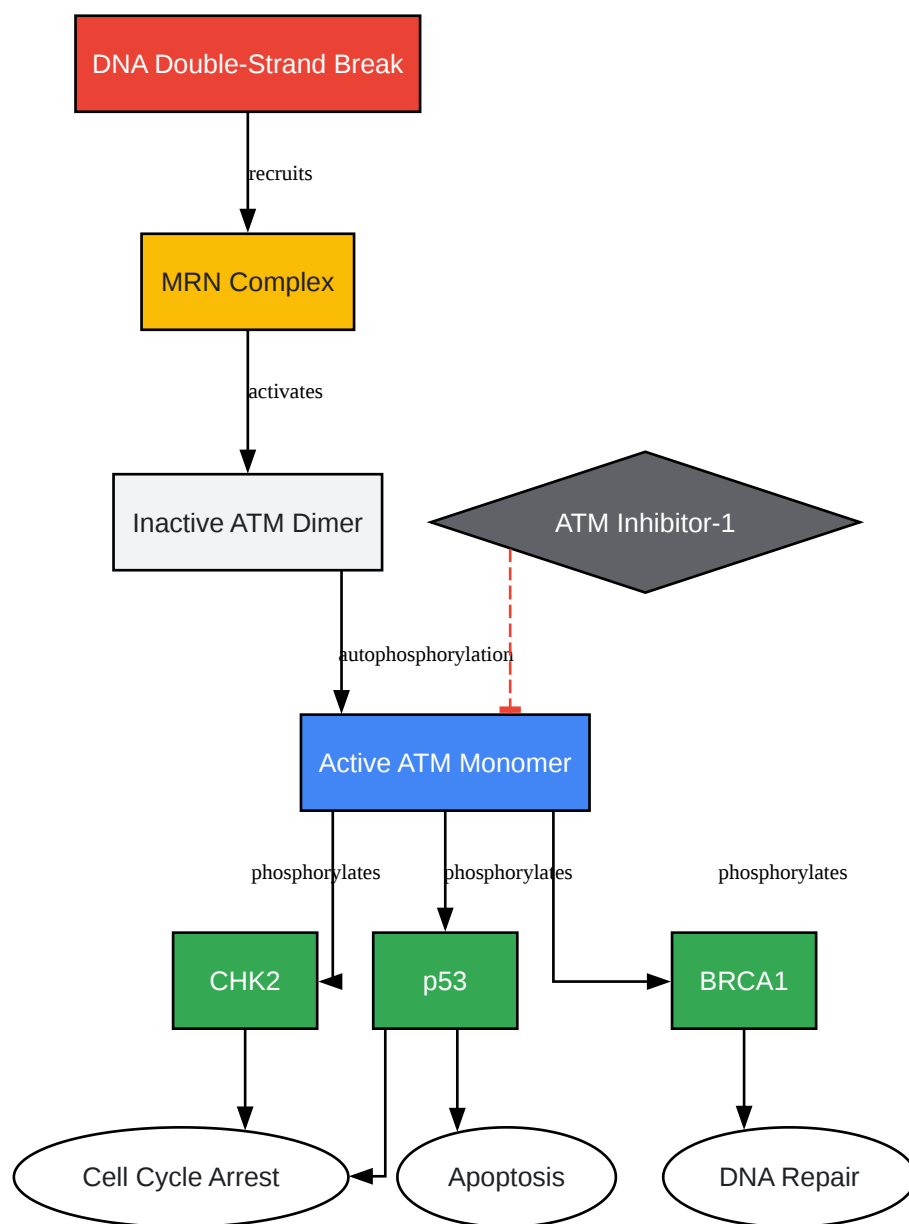 DNA Double-Strand Break
recruits
MRN Complex
activates
Inactive ATM Dimer
ATM Inhibitor-1
autophosphorylation
Active ATM Monomer
phosphorylates
phosphorylates
phosphorylates
CHK2
p53
BRCA1
Cell Cycle Arrest
Apoptosis
DNA Repair